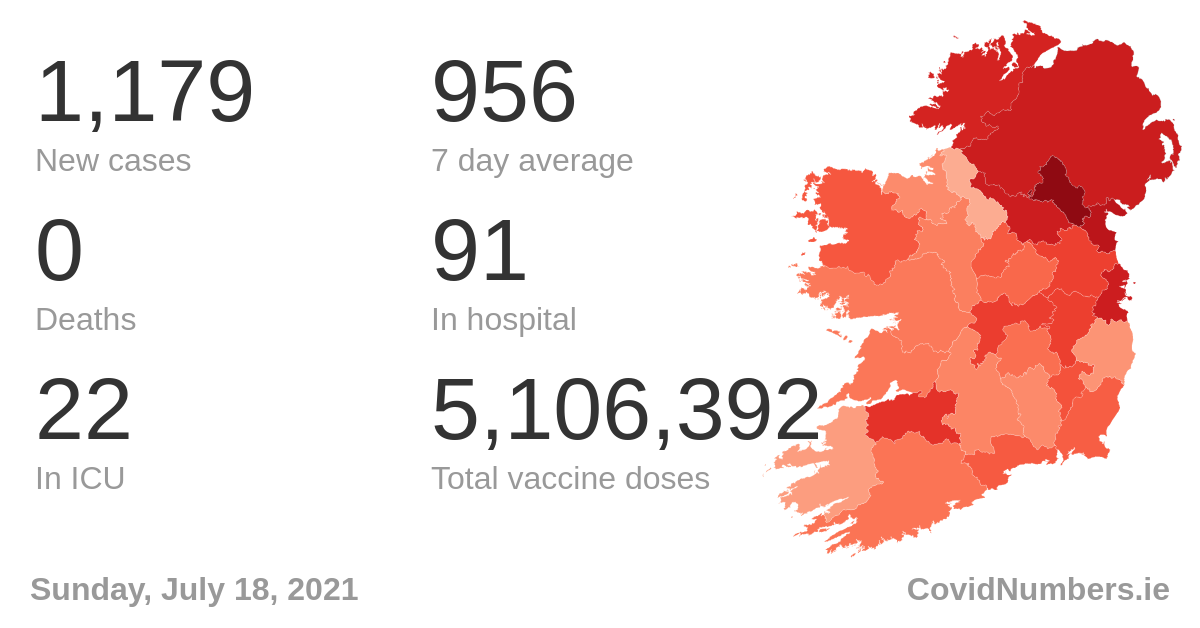 1,179
New cases
956
7 day average
0
Deaths
91
In hospital
22
In ICU
5,106,392
Total vaccine doses
Sunday, July 18, 2021
CovidNumbers.ie